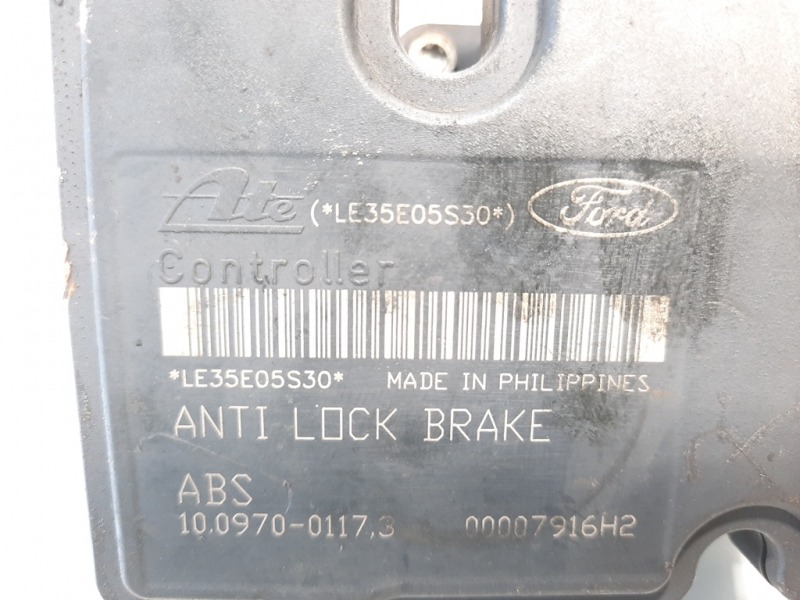 Ate (*LE35E05S30*) Ford
Controller
*LE35E05S30* MADE IN PHILIPPINES
ANTI LOCK BRAKE
ABS
10.0970-0117.3 00007916H2